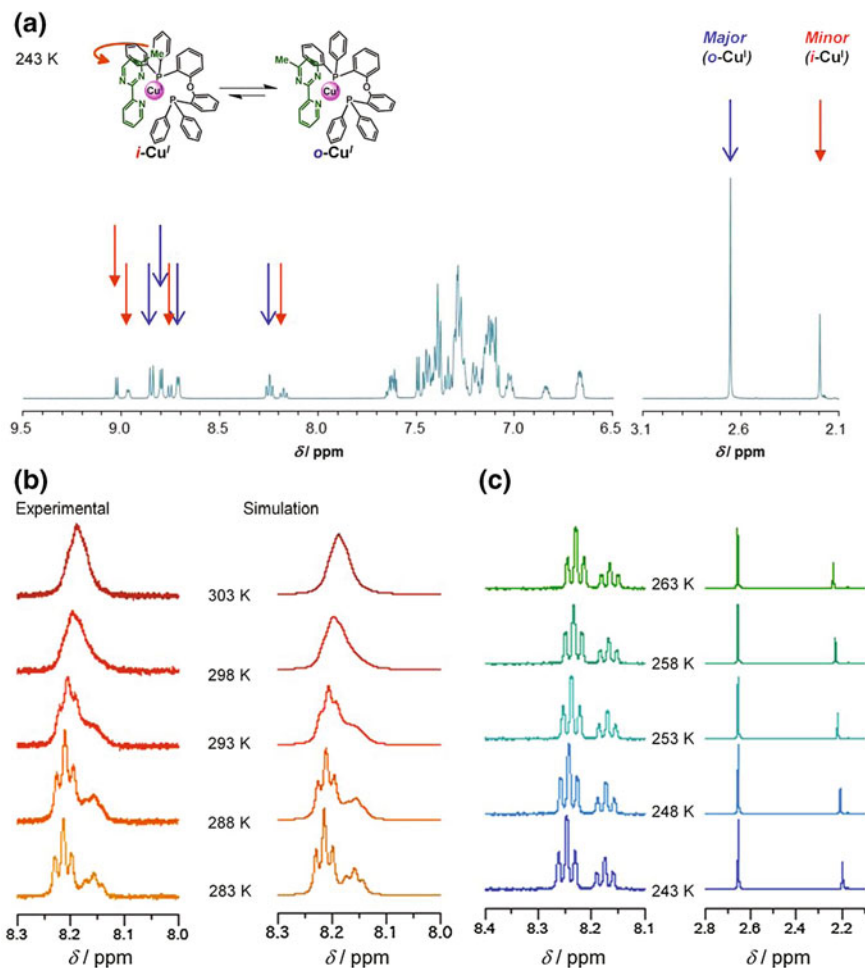 (a)
243 K
Me
N
N
N
Cu
P
P
O
i-Cuᴵ
Me
N
N
N
Cu
P
P
O
o-Cuᴵ
Major
(o-Cuᴵ)
Minor
(i-Cuᴵ)
9.5 9.0 8.5 8.0 7.5 7.0 6.5
δ/ ppm
3.1 2.6 2.1
δ/ ppm
(b)
Experimental
Simulation
303 K
298 K
293 K
288 K
283 K
8.3 8.2 8.1 8.0
δ / ppm
8.3 8.2 8.1 8.0
δ / ppm
(c)
263 K
258 K
253 K
248 K
243 K
8.4 8.3 8.2 8.1
δ / ppm
2.8 2.6 2.4 2.2
δ / ppm